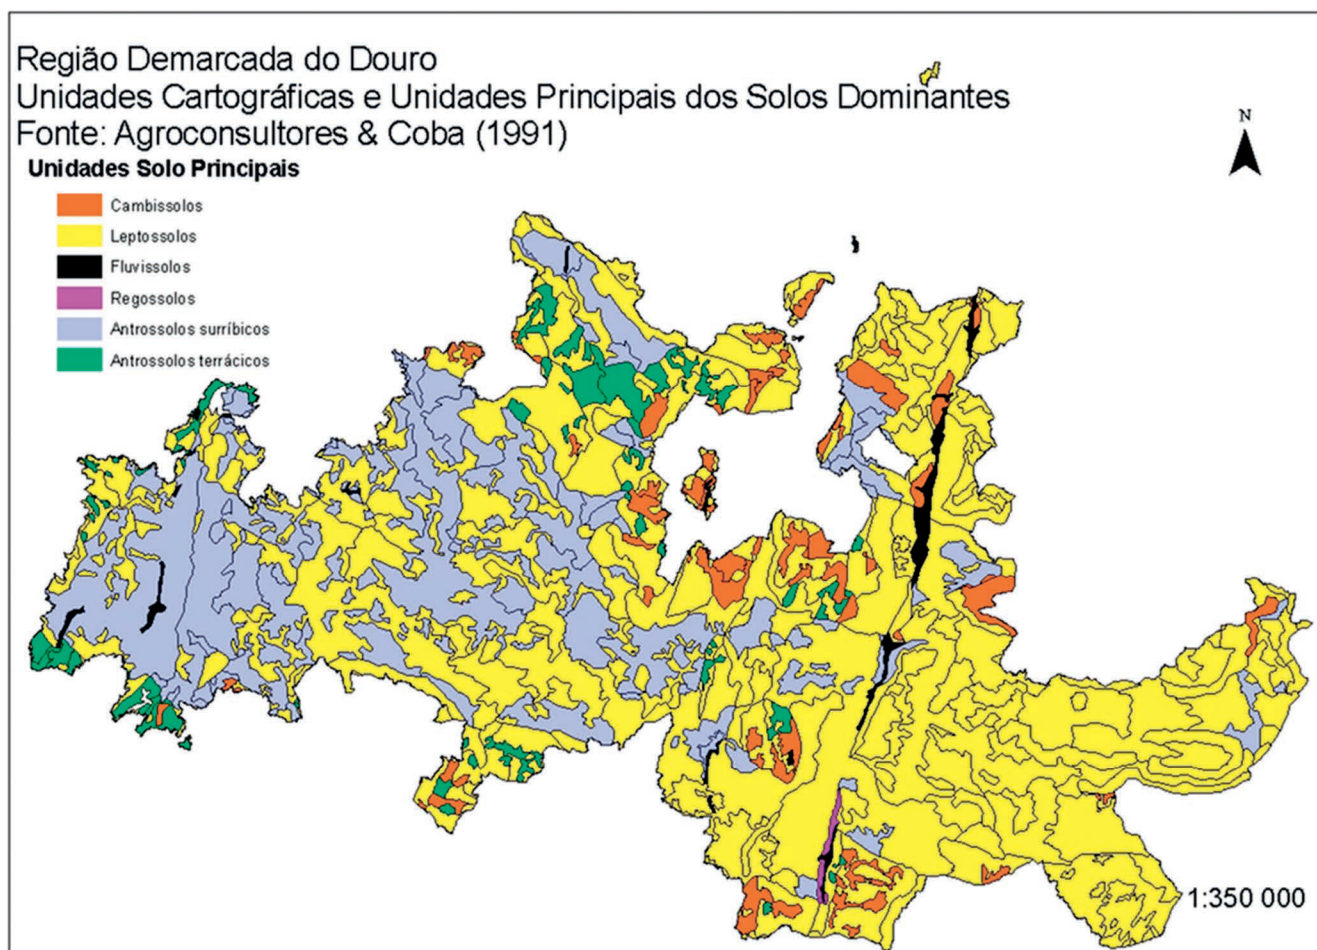 Região Demarcada do Douro
Unidades Cartográficas e Unidades Principais dos Solos Dominantes
Fonte: Agroconsultores & Coba (1991)
Unidades Solo Principais
Cambissolos
Leptossolos
Fluvissolos
Regossolos
Antrossolos surríbicos
Antrossolos terrácicos
N
1:350 000